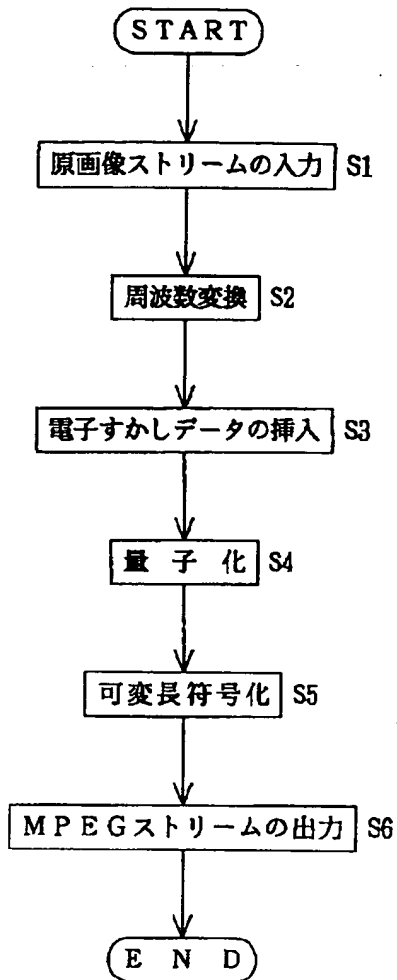 START
原画像ストリームの入力 S1
周波数変換 S2
電子すかしデータの挿入 S3
量子化 S4
可変長符号化 S5
MPEGストリームの出力 S6
END